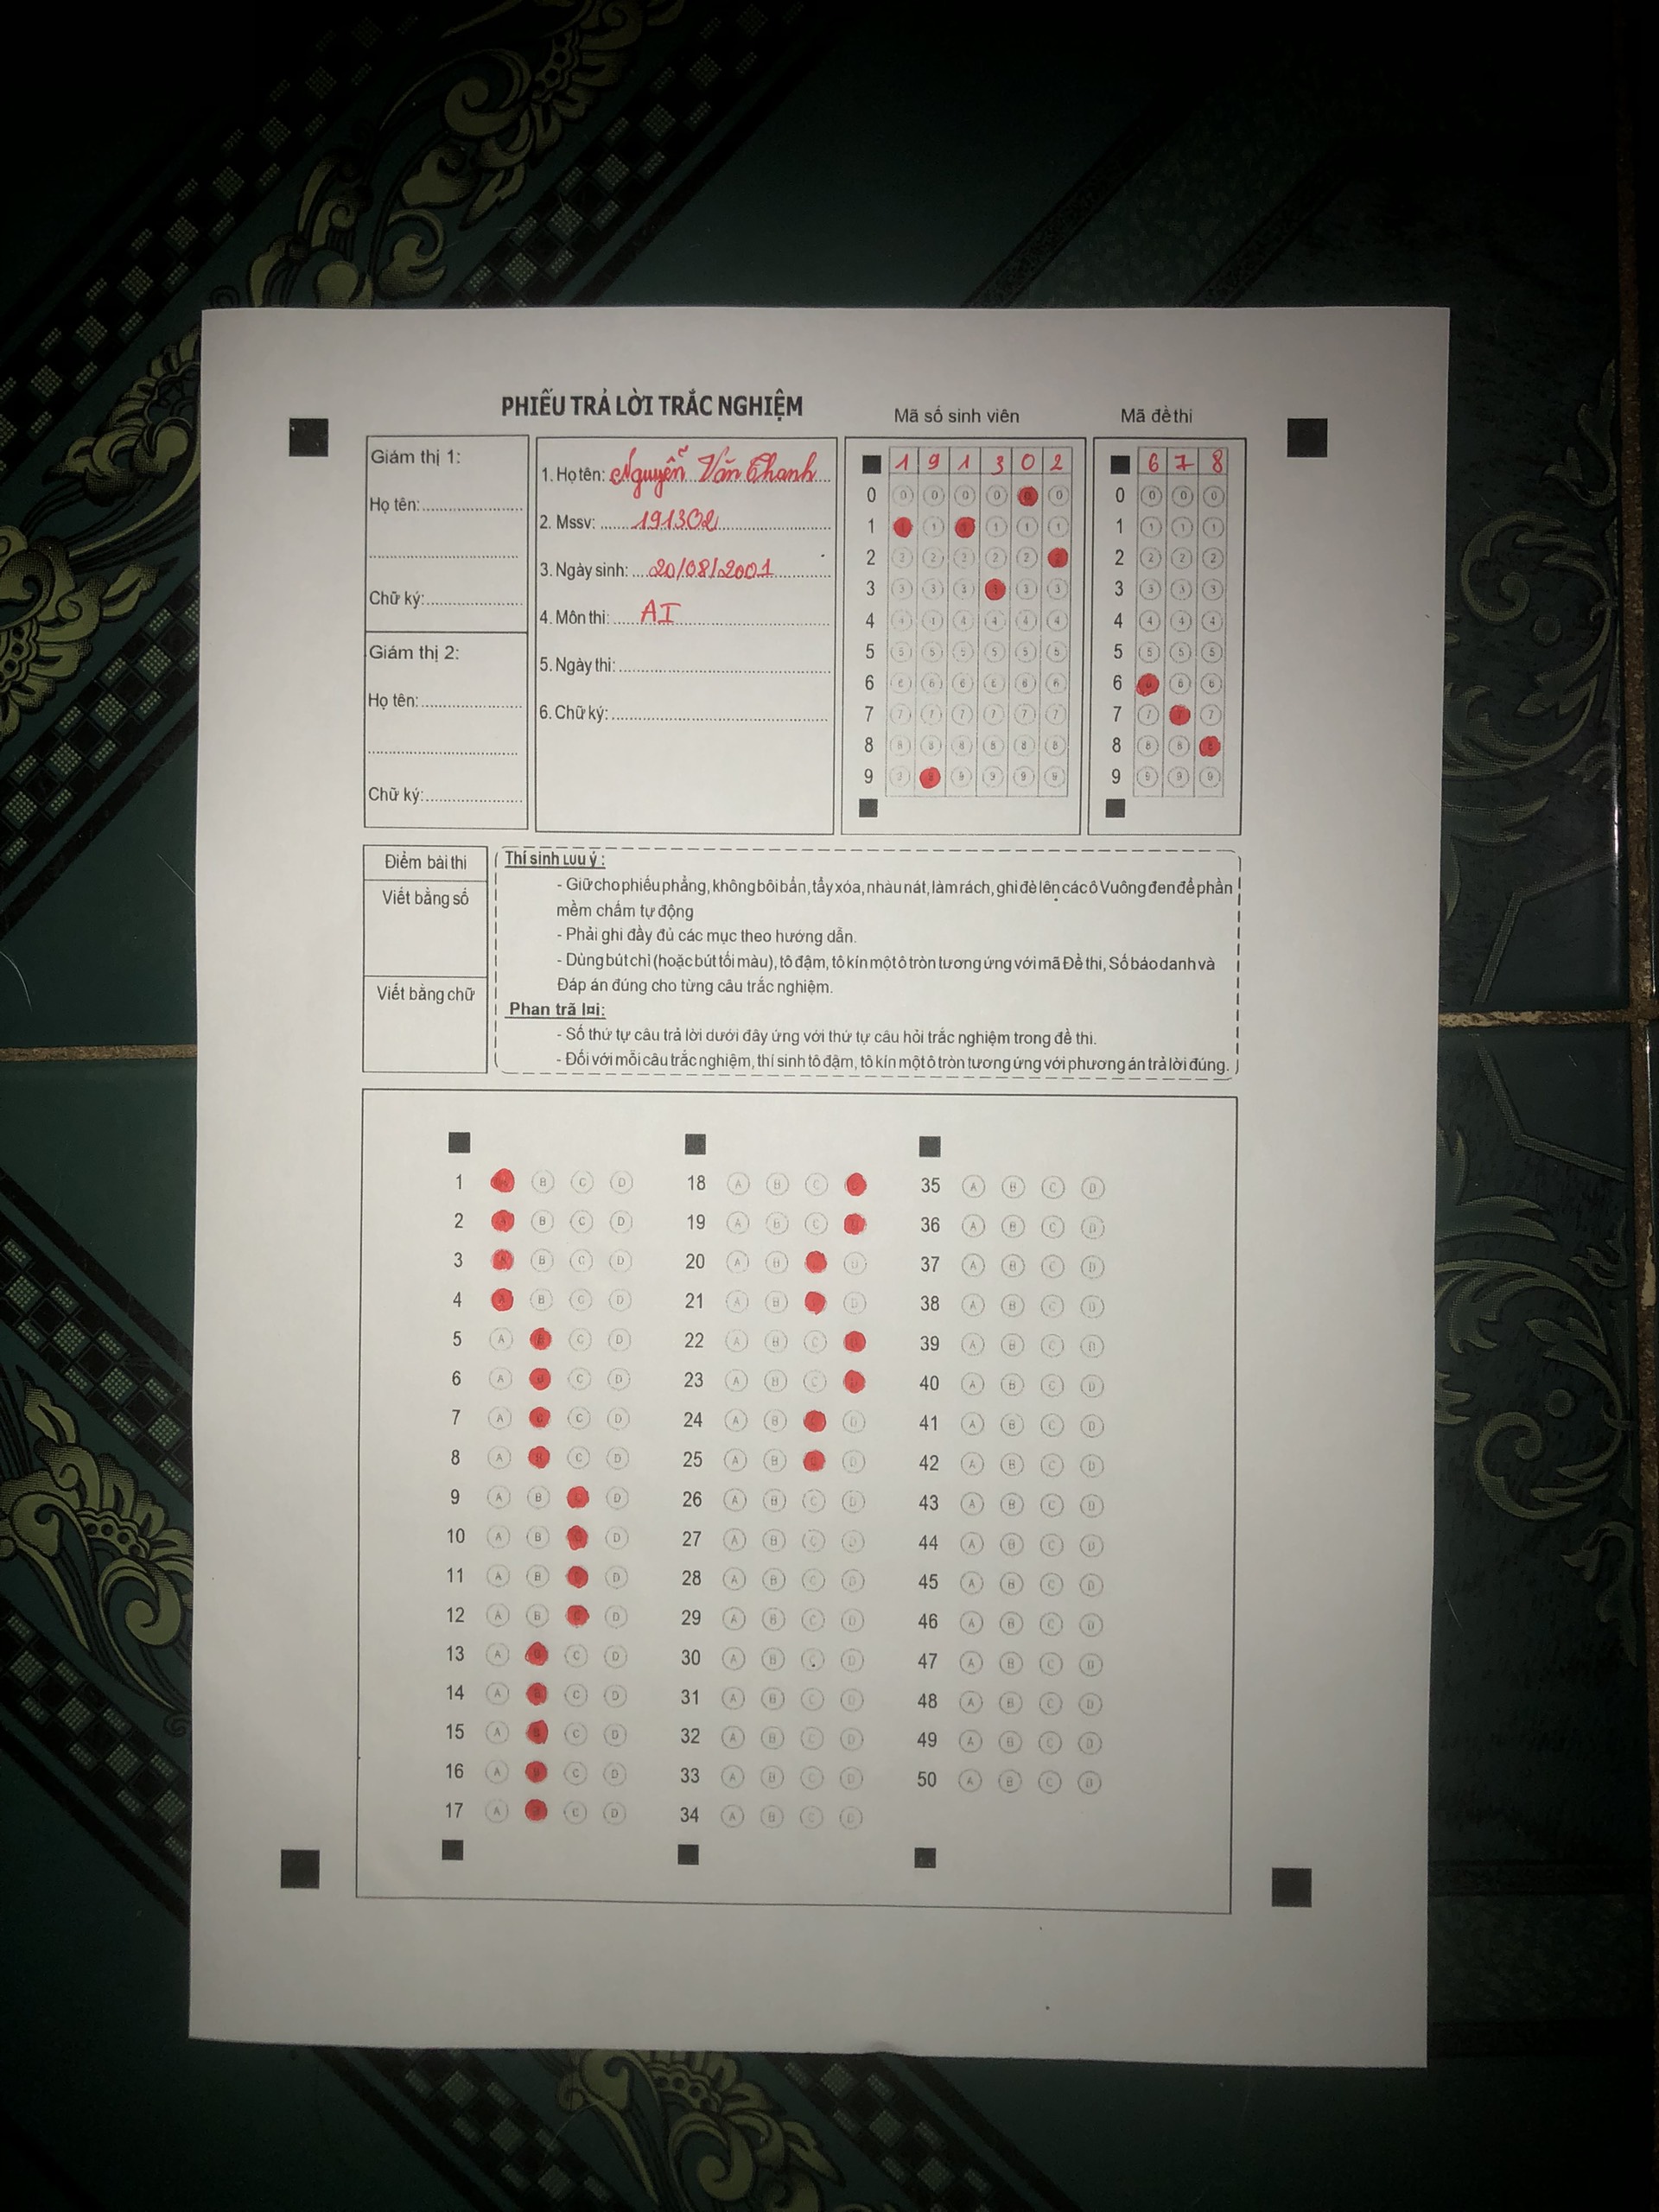 PHIẾU TRẢ LỜI TRẮC NGHIỆM
Giám thị 1:
Họ tên:
Chữ ký:
Giám thị 2:
Họ tên:
Chữ ký:
1. Họ tên: Nguyễn Văn Thanh
2. Mssv: 191302
3. Ngày sinh: 20/08/2001
4. Môn thi: AI
5. Ngày thi:
6. Chữ ký:
Mã số sinh viên
1 9 1 3 0 2
0 0 0 0 0 0 0
1 1 1 1 1 1 1
2 2 2 2 2 2 2
3 3 3 3 3 3 3
4 4 4 4 4 4 4
5 5 5 5 5 5 5
6 6 6 6 6 6 6
7 7 7 7 7 7 7
8 8 8 8 8 8 8
9 9 9 9 9 9 9
Mã đề thi
6 7 8
0 0 0 0
1 1 1 1
2 2 2 2
3 3 3 3
4 4 4 4
5 5 5 5
6 6 6 6
7 7 7 7
8 8 8 8
9 9 9 9
Điểm bài thi
Viết bằng số
Viết bằng chữ
Thí sinh Lưu ý :
- Giữ cho phiếu phẳng, không bôi bẩn, tẩy xóa, nhàu nát, làm rách, ghi đè lên các ô Vuông đen để phần
mềm chấm tự động
- Phải ghi đầy đủ các mục theo hướng dẫn.
- Dùng bút chì (hoặc bút tối màu), tô đậm, tô kín một ô tròn tương ứng với mã Đề thi, Số báo danh và
Đáp án đúng cho từng câu trắc nghiệm.
Phan trã lời:
- Số thứ tự câu trả lời dưới đây ứng với thứ tự câu hỏi trắc nghiệm trong đề thi.
- Đối với mỗi câu trắc nghiệm, thí sinh tô đậm, tô kín một ô tròn tương ứng với phương án trả lời đúng.
1 A B C D
2 A B C D
3 A B C D
4 A B C D
5 A B C D
6 A B C D
7 A B C D
8 A B C D
9 A B C D
10 A B C D
11 A B C D
12 A B C D
13 A B C D
14 A B C D
15 A B C D
16 A B C D
17 A B C D
18 A B C D
19 A B C D
20 A B C D
21 A B C D
22 A B C D
23 A B C D
24 A B C D
25 A B C D
26 A B C D
27 A B C D
28 A B C D
29 A B C D
30 A B C D
31 A B C D
32 A B C D
33 A B C D
34 A B C D
35 A B C D
36 A B C D
37 A B C D
38 A B C D
39 A B C D
40 A B C D
41 A B C D
42 A B C D
43 A B C D
44 A B C D
45 A B C D
46 A B C D
47 A B C D
48 A B C D
49 A B C D
50 A B C D